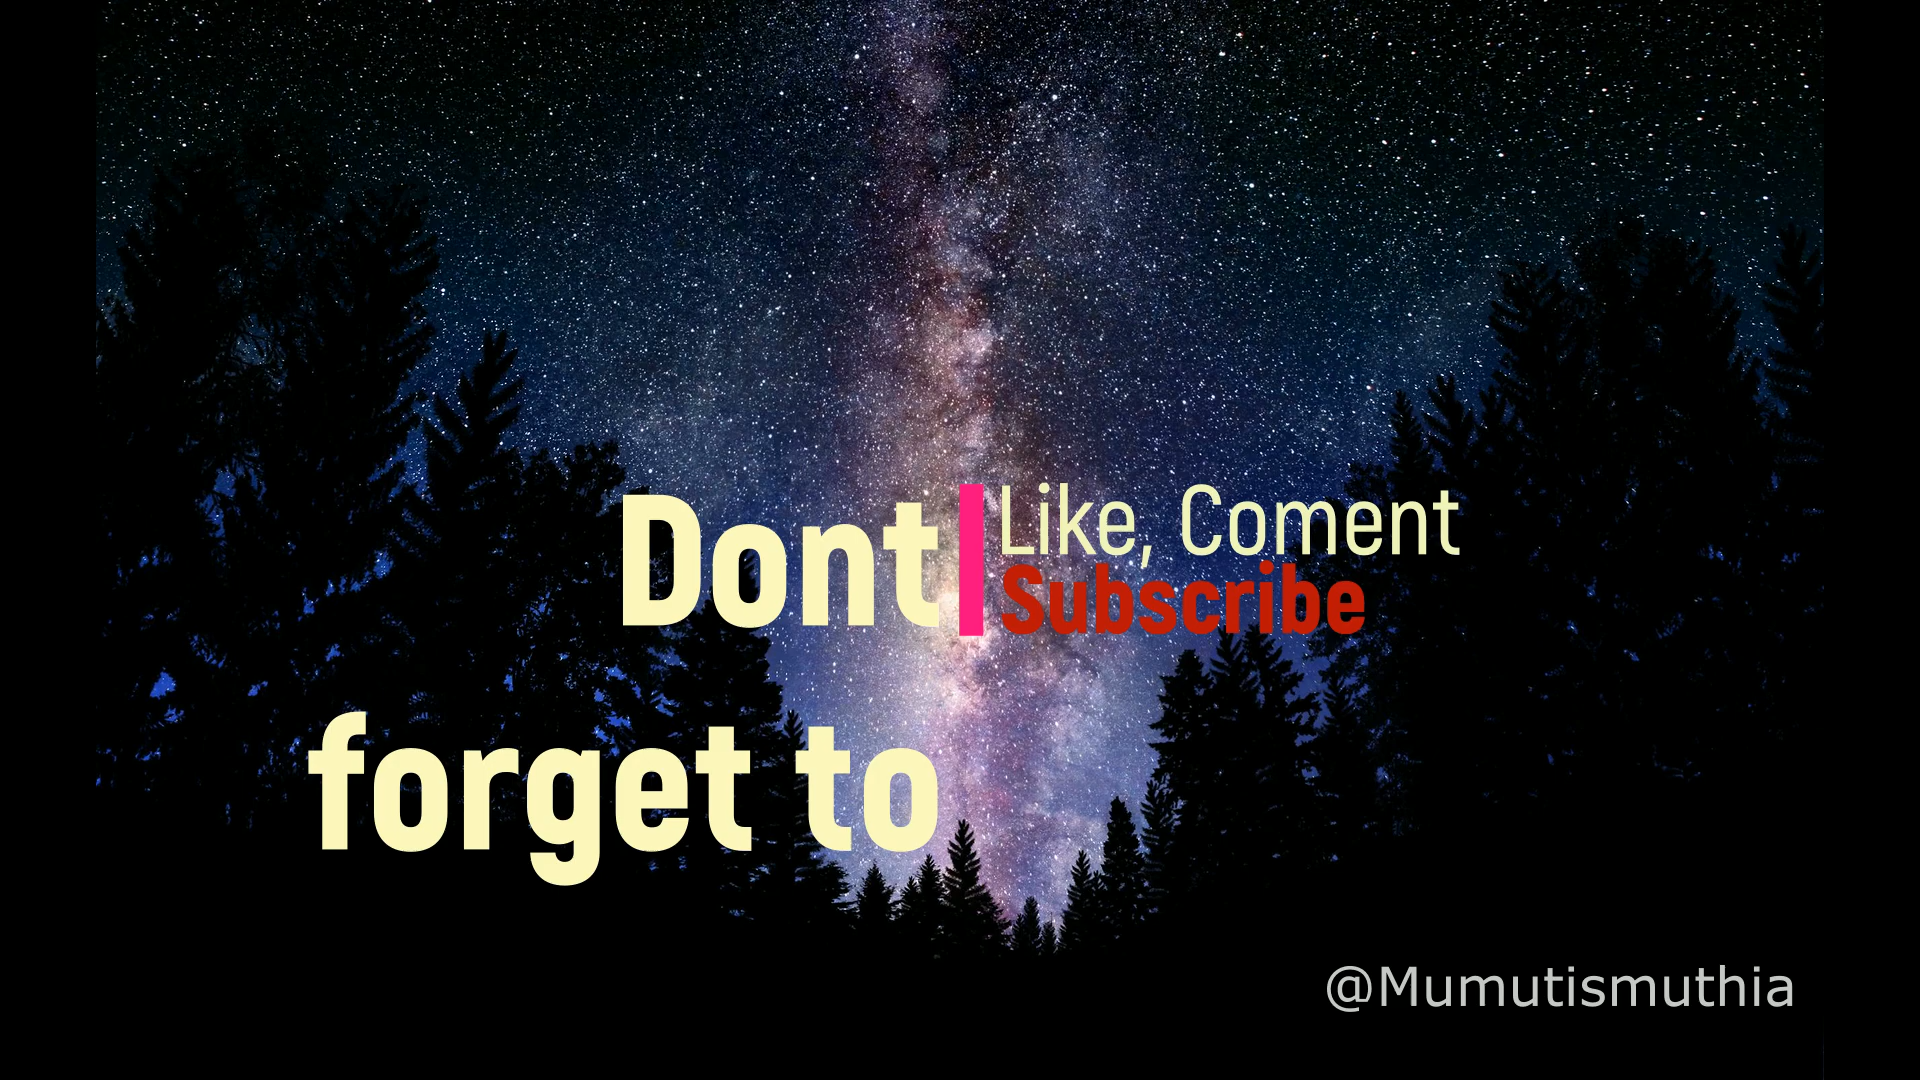 Dont
forget to
Like, Coment
Subscribe
@Mumutismuthia